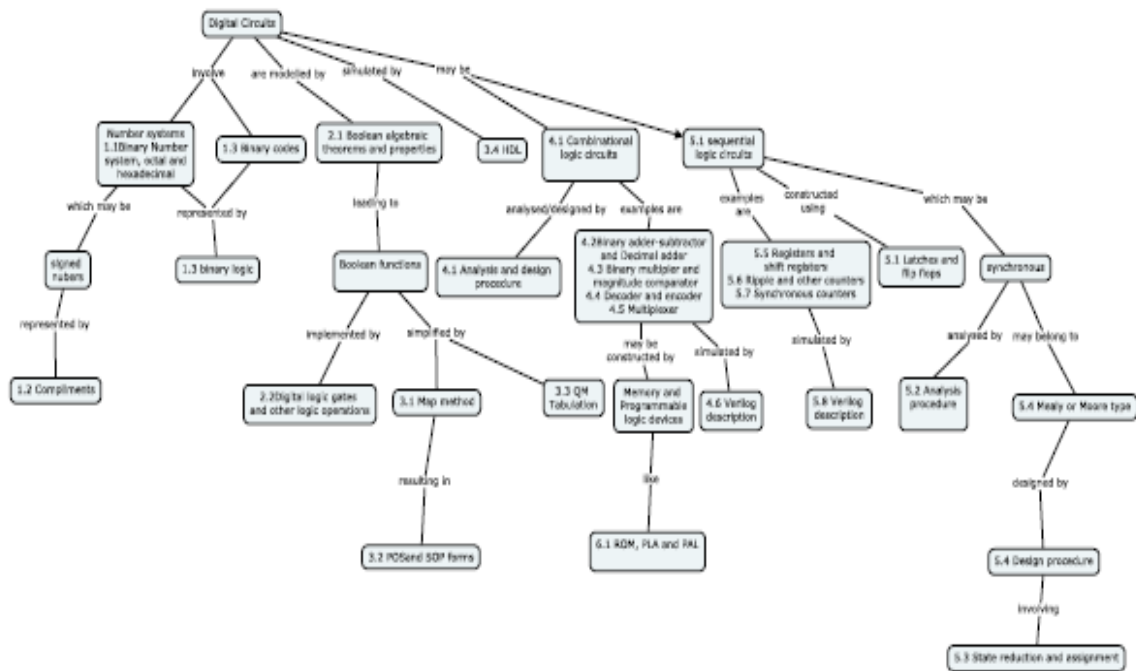 Digital Circuits
involve
are modelled by
simulated by
may be
Number systems
1.1Binary Number
system, octal and
hexadecimal
1.3 Binary codes
2.1 Boolean algebraic
theorems and properties
3.4 HDL
4.1 Combinational
logic circuits
5.1 sequential
logic circuits
which may be
represented by
leading to
analysed/designed by
examples are
examples
are
constructed
using
which may be
signed
nubers
1.3 binary logic
Boolean functions
4.1 Analysis and design
procedure
4.2Binary adder-subtractor
and Decimal adder
4.3 Binary multipler and
magnitude comparator
4.4 Decoder and encoder
4.5 Multiplexer
5.5 Registers and
shift registers
5.6 Ripple and other counters
5.7 Synchronous counters
5.1 Latches and
flip flops
synchronous
represented by
implemented by
simplified by
may be
constructed by
simulated by
simulated by
analysed by
may belong to
1.2 Compliments
2.2Digital logic gates
and other logic operations
3.1 Map method
3.3 QM
Tabulation
Memory and
Programmable
logic devices
4.6 Verilog
description
5.8 Verilog
description
5.2 Analysis
procedure
5.4 Mealy or Moore type
resulting in
like
designed by
3.2 POSand SOP forms
6.1 ROM, PLA and PAL
5.4 Design procedure
involving
5.3 State reduction and assignment